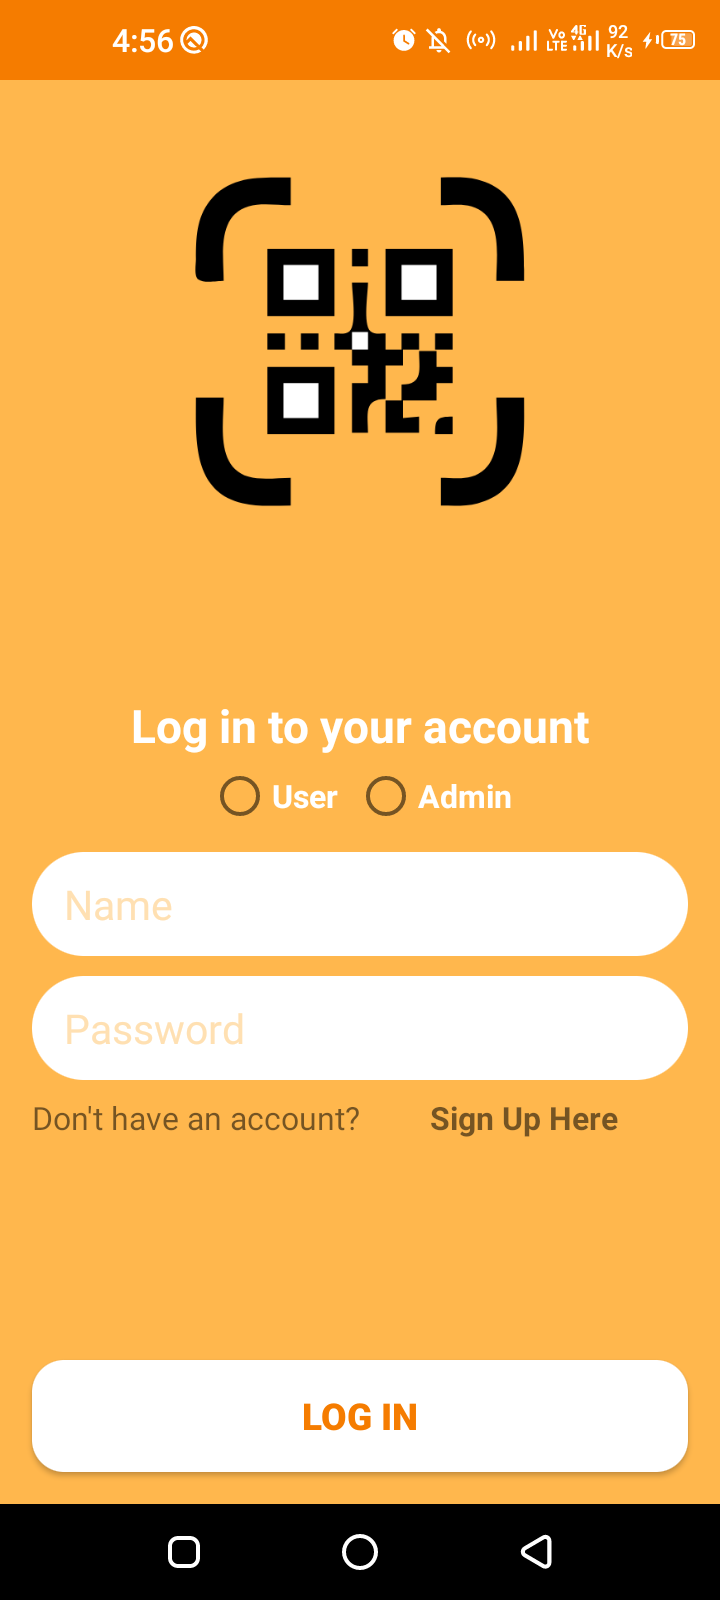 4:56 Vo LTE 4G 92 K/s 75
Log in to your account
User Admin
Name
Password
Don't have an account? Sign Up Here
LOG IN